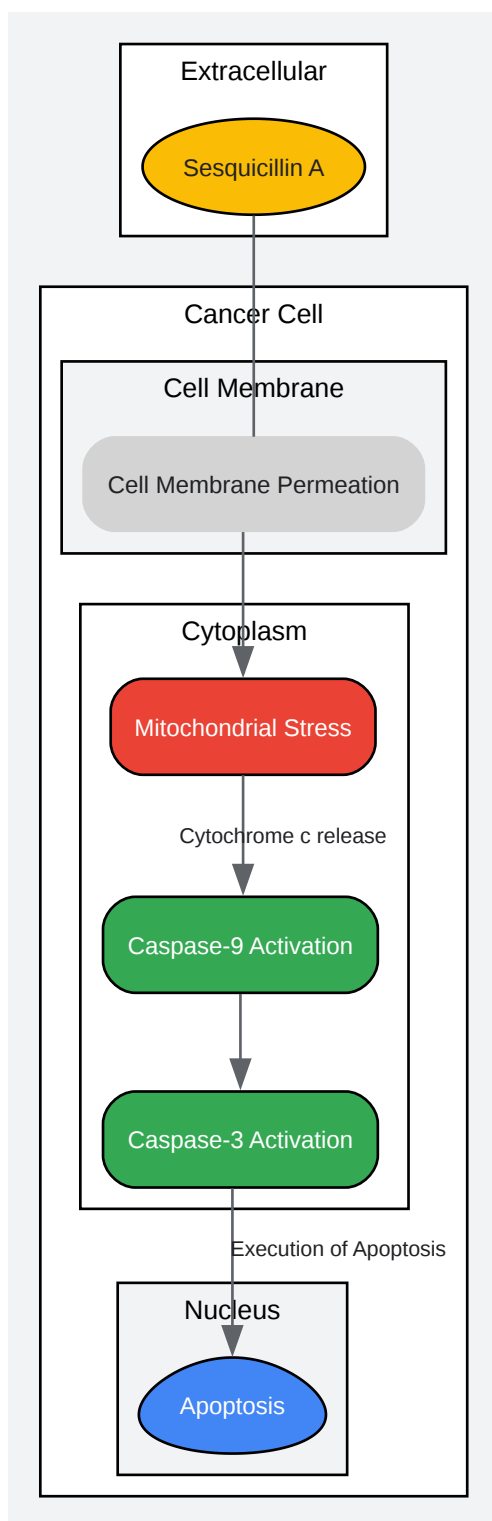 Extracellular
Sesquicillin A
Cancer Cell
Cell Membrane
Cell Membrane Permeation
Cytoplasm
Mitochondrial Stress
Cytochrome c release
Caspase-9 Activation
Caspase-3 Activation
Execution of Apoptosis
Nucleus
Apoptosis